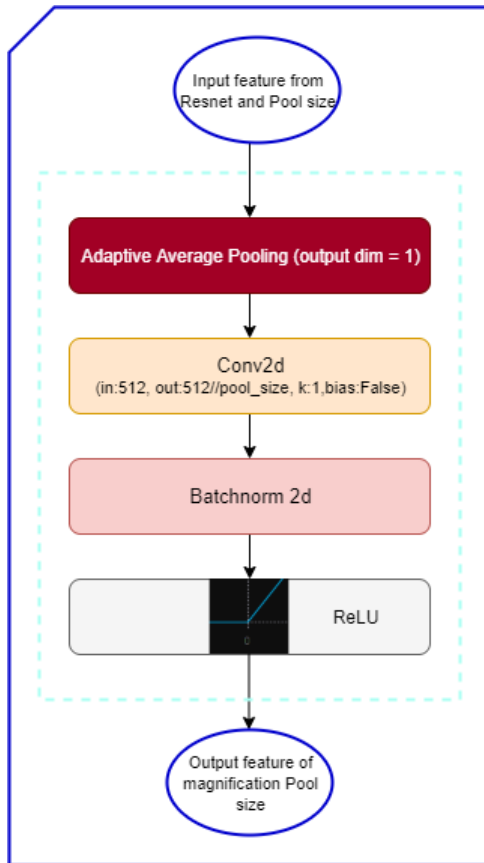 Input feature from
Resnet and Pool size
Adaptive Average Pooling (output dim = 1)
Conv2d
(in:512, out:512//pool_size, k:1,bias:False)
Batchnorm 2d
0
ReLU
Output feature of
magnification Pool
size